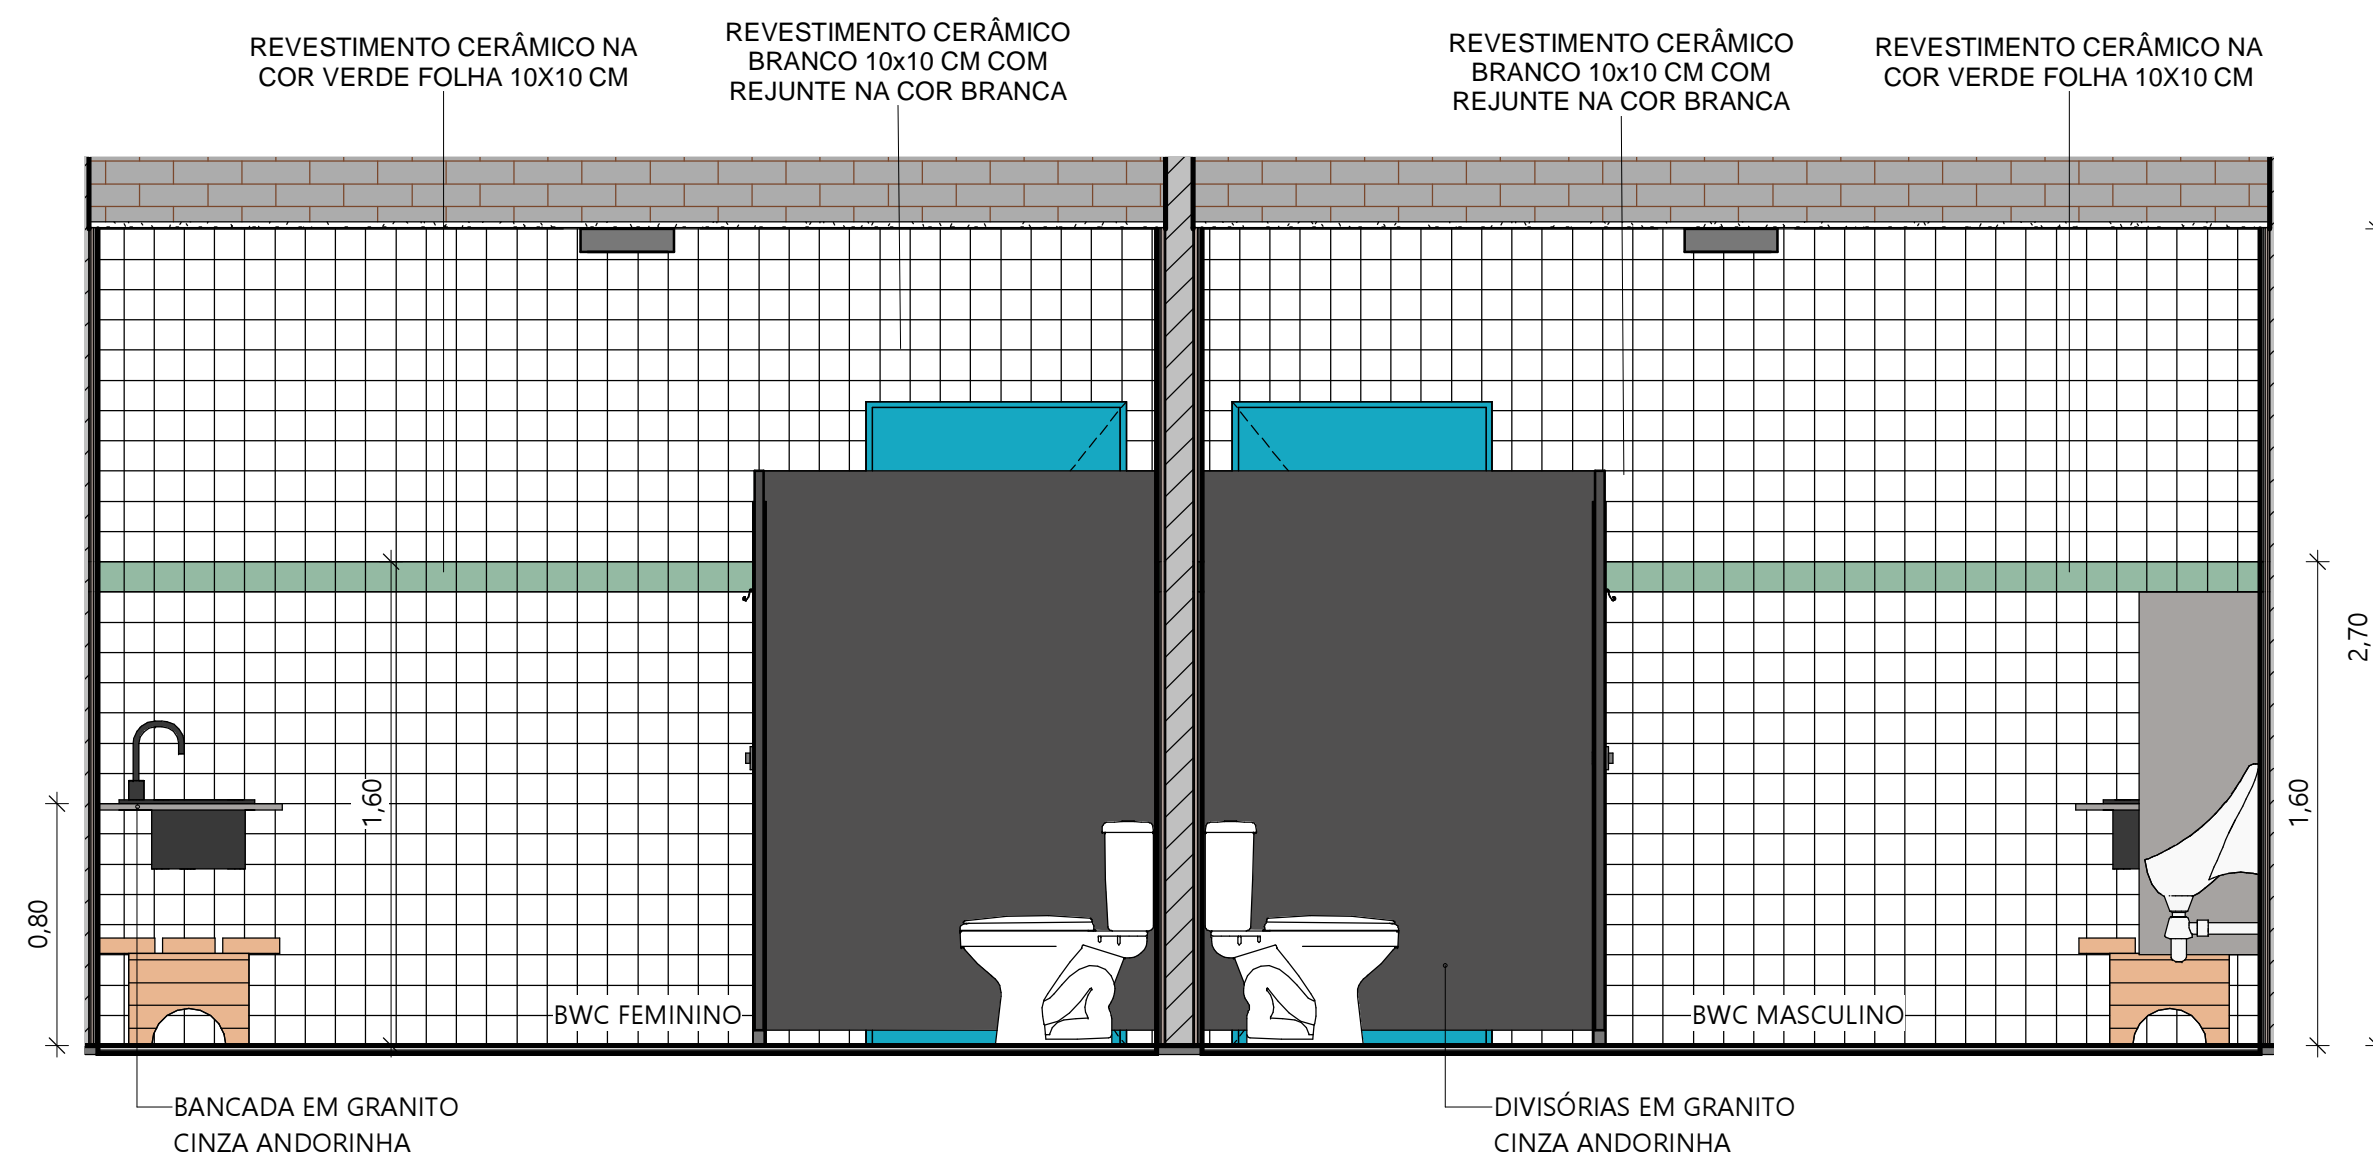 REVESTIMENTO CERÂMICO NA
COR VERDE FOLHA 10X10 CM
REVESTIMENTO CERÂMICO
BRANCO 10x10 CM COM
REJUNTE NA COR BRANCA
REVESTIMENTO CERÂMICO
BRANCO 10x10 CM COM
REJUNTE NA COR BRANCA
REVESTIMENTO CERÂMICO NA
COR VERDE FOLHA 10X10 CM
0,80
1,60
BWC FEMININO
BWC MASCULINO
1,60
2,70
BANCADA EM GRANITO
CINZA ANDORINHA
DIVISÓRIAS EM GRANITO
CINZA ANDORINHA